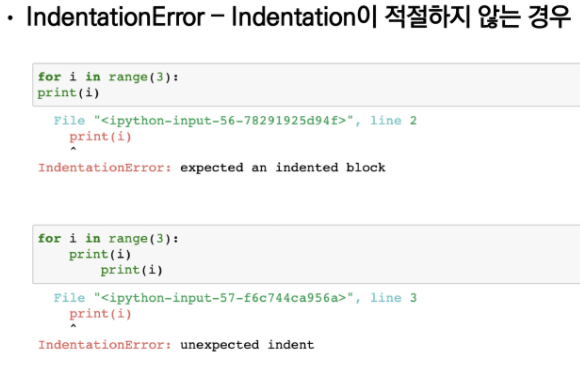 • IndentationError – Indentation이 적절하지 않는 경우
for i in range(3):
print(i)
  File "<ipython-input-56-78291925d94f>", line 2
    print(i)
    ^
IndentationError: expected an indented block
for i in range(3):
    print(i)
        print(i)
  File "<ipython-input-57-f6c744ca956a>", line 3
    print(i)
    ^
IndentationError: unexpected indent